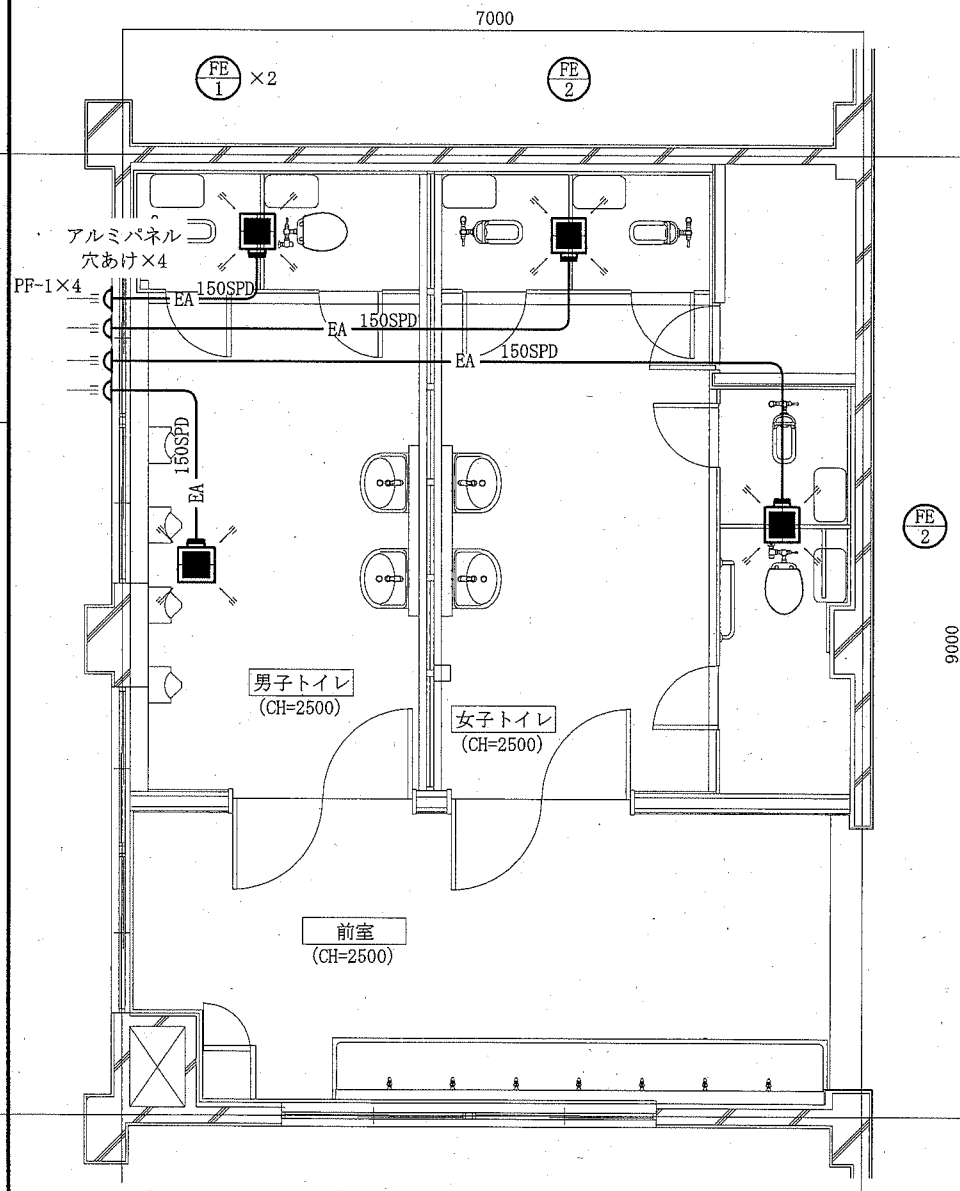 7000
FE
1
×2
FE
2
アルミパネル
穴あけ×4
PF-1×4
EA 150SPD
EA 150SPD
EA 150SPD
150SPD
EA
FE
2
9000
男子トイレ
(CH=2500)
女子トイレ
(CH=2500)
前室
(CH=2500)